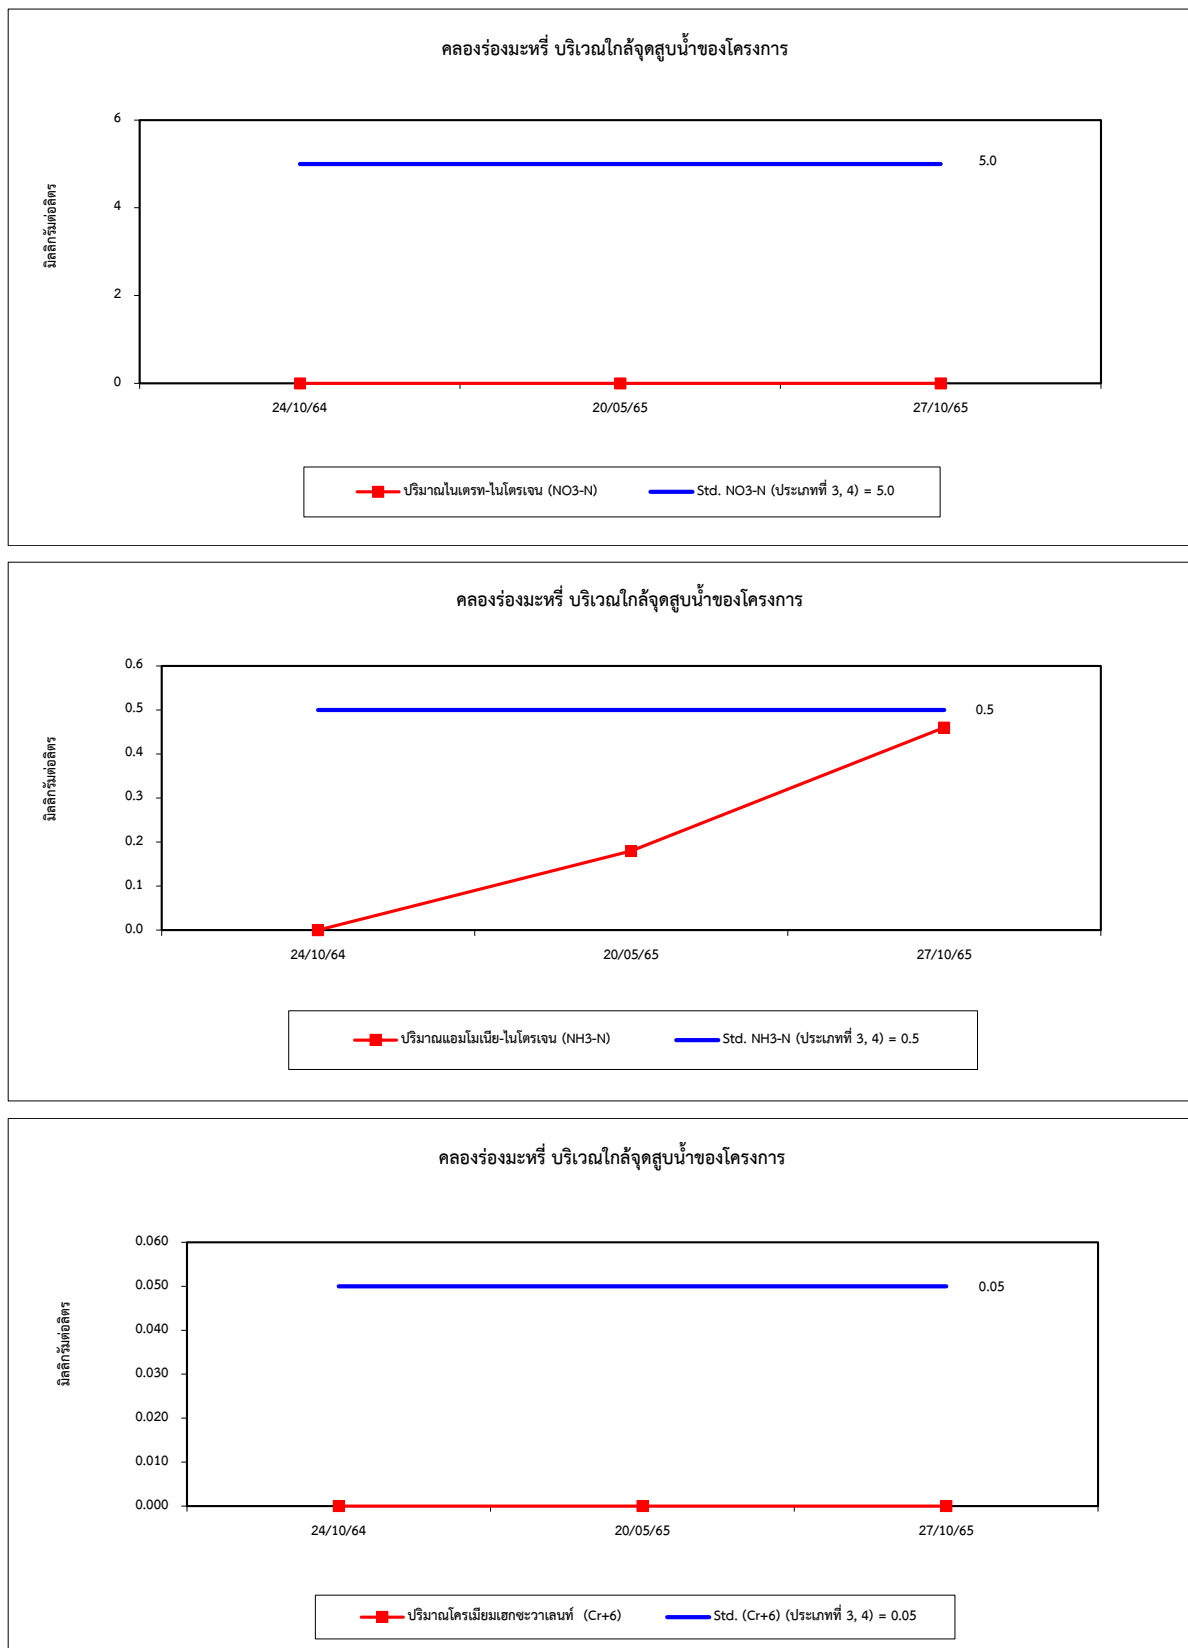 คลองร่องมะหรี่ บริเวณใกล้จุดสูบน้ำของโครงการ
มิลลิกรัมต่อลิตร
6
5.0
4
2
0
24/10/64 20/05/65 27/10/65
ปริมาณไนเตรท-ไนโตรเจน (NO3-N) Std. NO3-N (ประเภทที่ 3, 4) = 5.0
คลองร่องมะหรี่ บริเวณใกล้จุดสูบน้ำของโครงการ
มิลลิกรัมต่อลิตร
0.6
0.5 0.5
0.4
0.3
0.2
0.1
0.0
24/10/64 20/05/65 27/10/65
ปริมาณแอมโมเนีย-ไนโตรเจน (NH3-N) Std. NH3-N (ประเภทที่ 3, 4) = 0.5
คลองร่องมะหรี่ บริเวณใกล้จุดสูบน้ำของโครงการ
มิลลิกรัมต่อลิตร
0.060
0.050 0.05
0.040
0.030
0.020
0.010
0.000
24/10/64 20/05/65 27/10/65
ปริมาณโครเมียมเฮกซะวาเลนท์ (Cr+6) Std. (Cr+6) (ประเภทที่ 3, 4) = 0.05